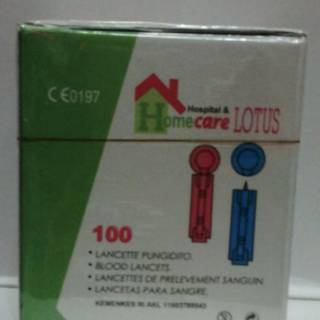 CE0197
Hospital &
Homecare LOTUS
100
• LANCETTE PUNGIDITO.
• BLOOD LANCETS.
• LANCETTES DE PRELEVEMENT SANGUIN
• LANCETAS PARA SANGRE.
KEMENKES RI AKL